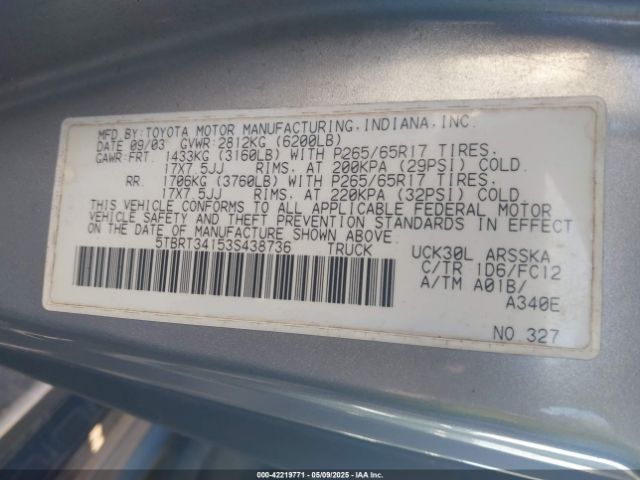 MFD.BY:TOYOTA MOTOR MANUFACTURING,INDIANA,INC.
DATE 09/03 GVWR:2812KG(6200LB)
GAWR:FRT. 1433KG (3160LB) WITH P265/65R17 TIRES,
17X7.5JJ RIMS, AT 200KPA (29PSI) COLD
RR. 1706KG (3760LB) WITH P265/65R17 TIRES,
17X7.5JJ RIMS, AT 220KPA (32PSI) COLD
THIS VEHICLE CONFORMS TO ALL APPLICABLE FEDERAL MOTOR
VEHICLE SAFETY AND THEFT PREVENTION STANDARDS IN EFFECT
ON THE DATE OF MANUFACTURE SHOWN ABOVE.
5TBRT34153S438736 TRUCK
UCK30L ARSSKA
C/TR 1D6/FC12
A/TM A01B/
A340E
NO.327
000-42219771 - 05/09/2025 - IAA Inc.